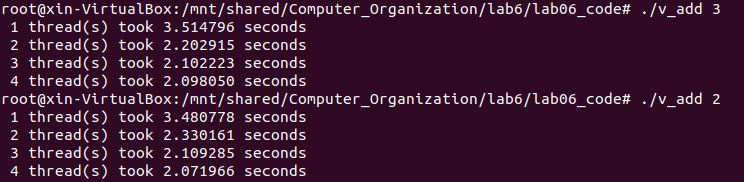 root@xin-VirtualBox:/mnt/shared/Computer_Organization/lab6/lab06_code# ./v_add 3
1 thread(s) took 3.514796 seconds
2 thread(s) took 2.202915 seconds
3 thread(s) took 2.102223 seconds
4 thread(s) took 2.098050 seconds
root@xin-VirtualBox:/mnt/shared/Computer_Organization/lab6/lab06_code# ./v_add 2
1 thread(s) took 3.480778 seconds
2 thread(s) took 2.330161 seconds
3 thread(s) took 2.109285 seconds
4 thread(s) took 2.071966 seconds